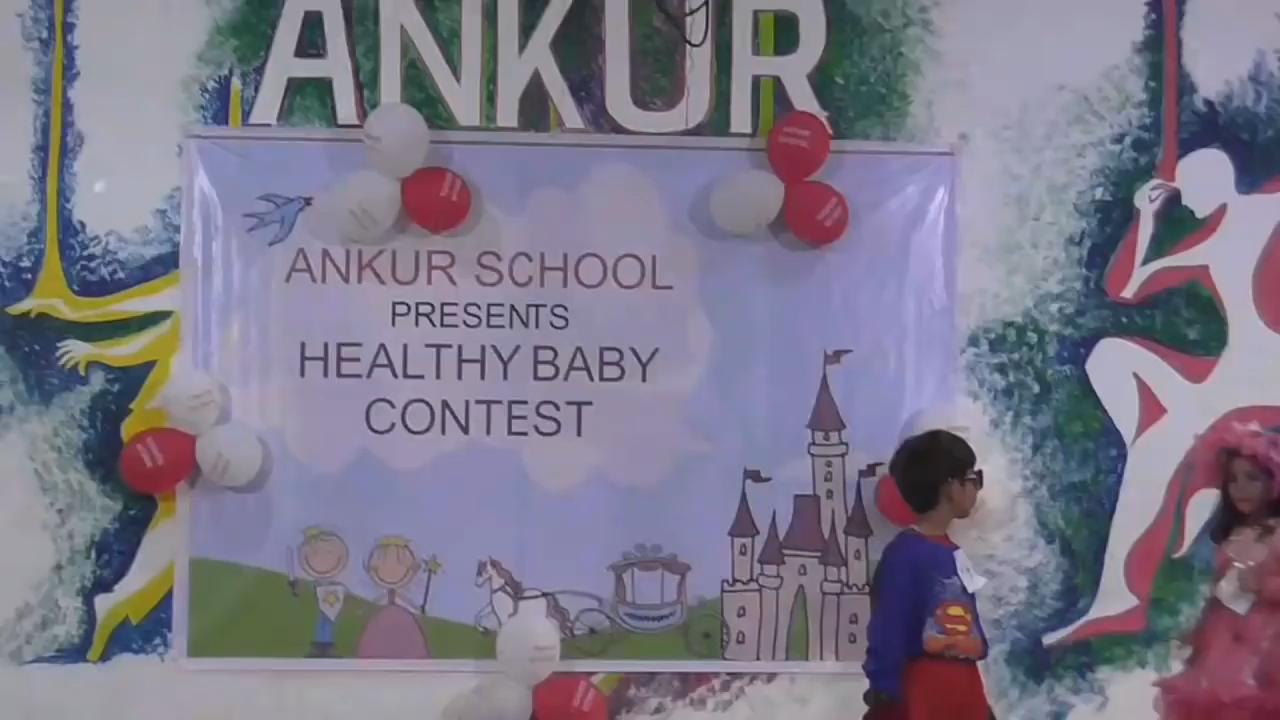 ANKUR
ANKUR SCHOOL
PRESENTS
HEALTHY BABY
CONTEST